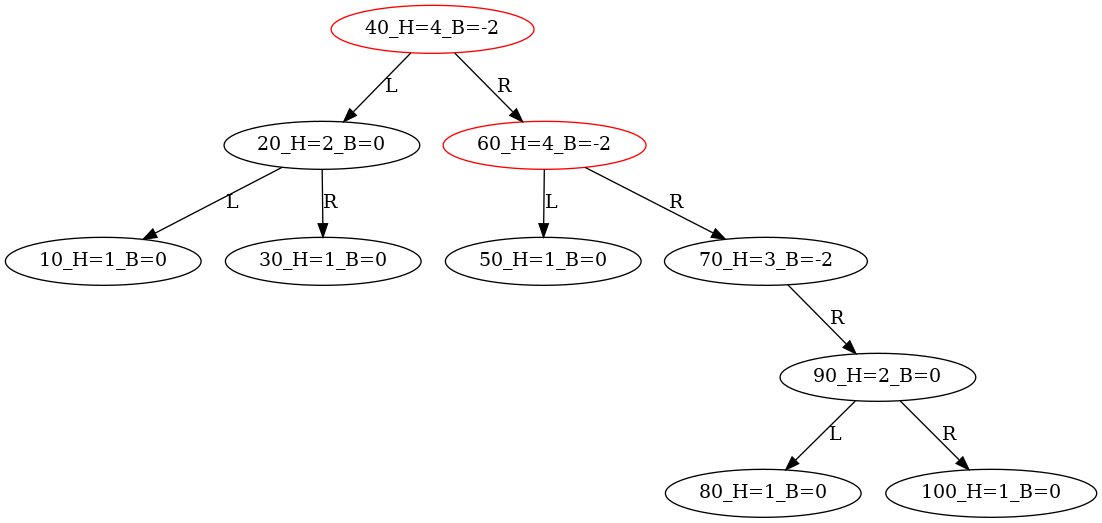 40_H=4_B=-2
L
R
20_H=2_B=0
60_H=4_B=-2
L
R
L
R
10_H=1_B=0
30_H=1_B=0
50_H=1_B=0
70_H=3_B=-2
R
90_H=2_B=0
L
R
80_H=1_B=0
100_H=1_B=0